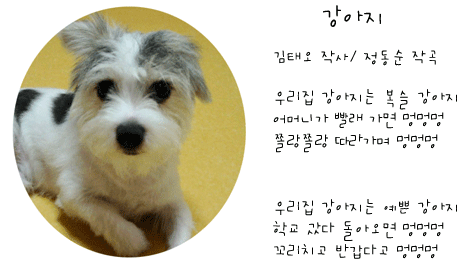 강아지
김태오 작사/ 정동순 작곡
우리집 강아지는 복슬 강아지
어머니가 빨래 가면 멍멍멍
쫄랑쫄랑 따라가며 멍멍멍
우리집 강아지는 예쁜 강아지
학교 갔다 돌아오면 멍멍멍
꼬리치고 반갑다고 멍멍멍